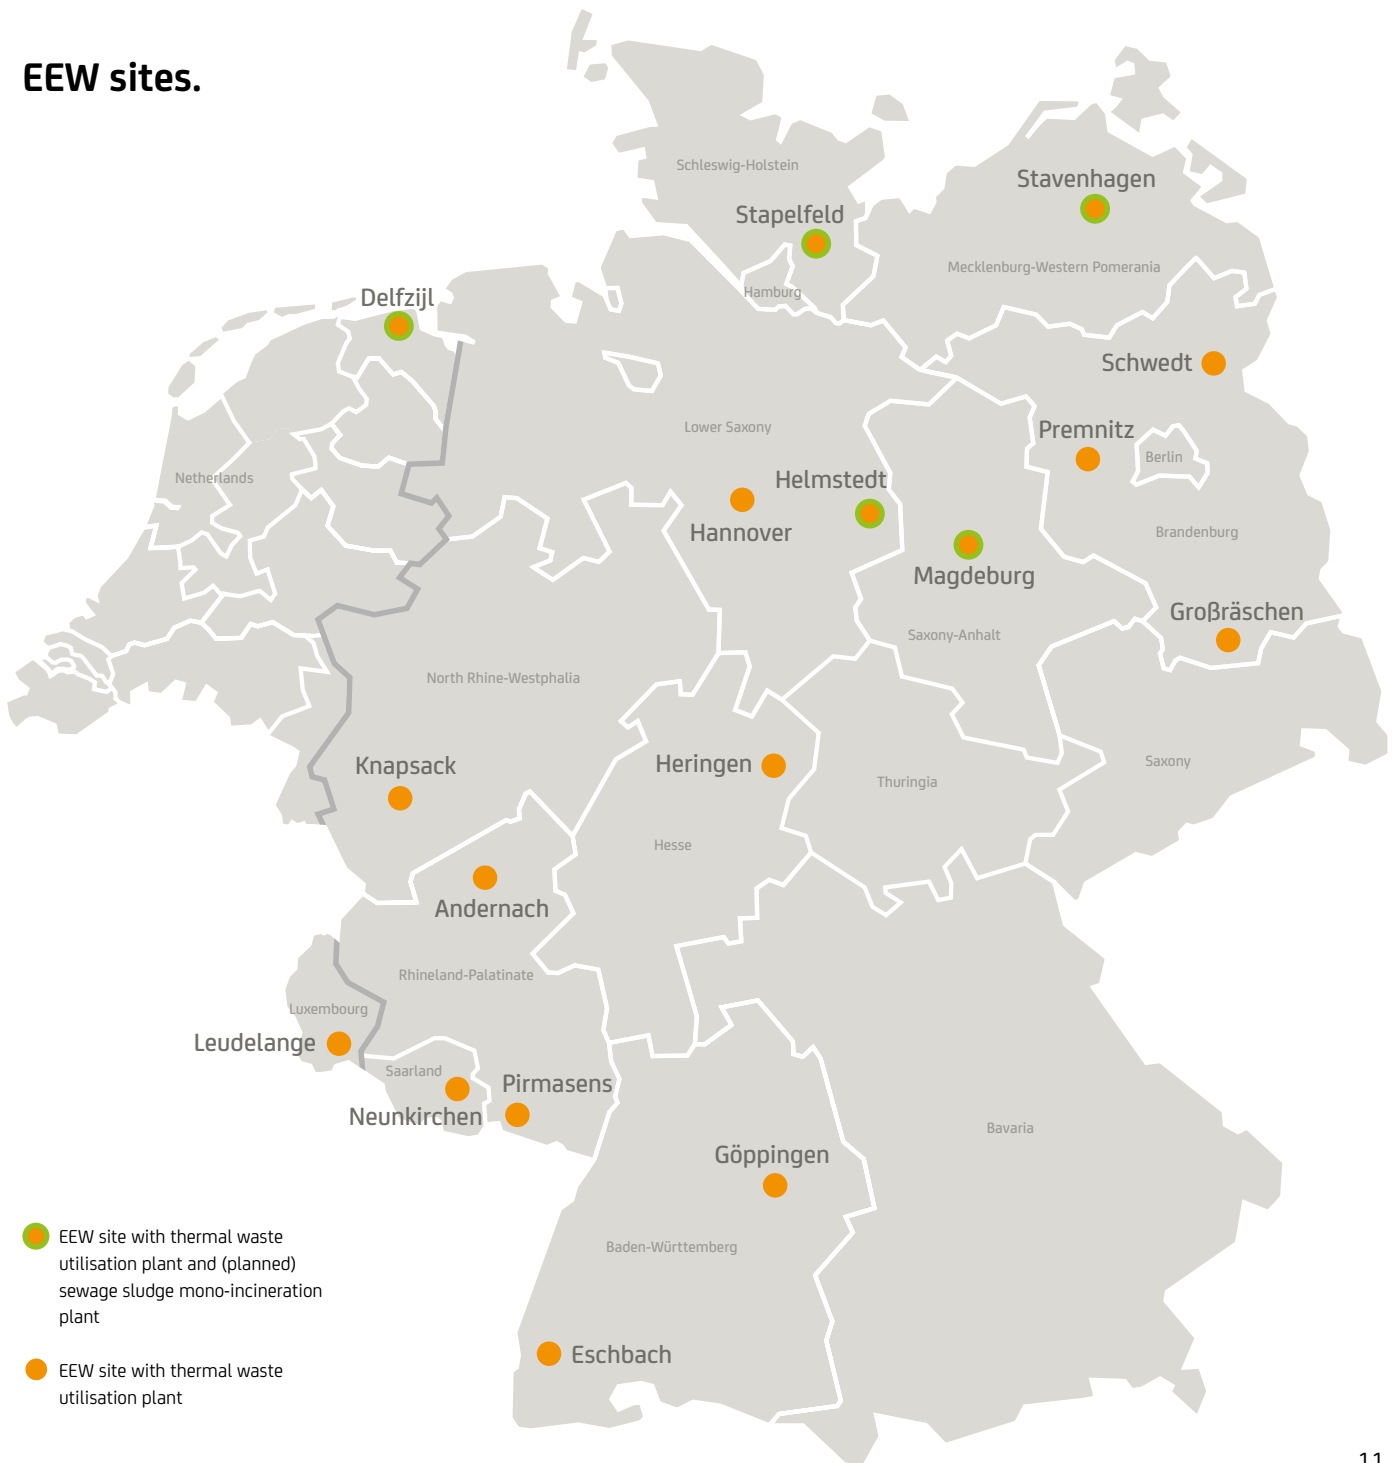 EEW sites.
Schleswig-Holstein
Stavenhagen
Stapelfeld
Mecklenburg-Western Pomerania
Hamburg
Delfzijl
Schwedt
Lower Saxony
Premnitz
Berlin
Netherlands
Helmstedt
Hannover
Brandenburg
Magdeburg
Großräschen
Saxony-Anhalt
North Rhine-Westphalia
Knapsack
Heringen
Saxony
Thuringia
Hesse
Andernach
Rhineland-Palatinate
Luxembourg
Leudelange
Saarland
Pirmasens
Neunkirchen
Bavaria
Göppingen
Baden-Württemberg
Eschbach
EEW site with thermal waste
utilisation plant and (planned)
sewage sludge mono-incineration
plant
EEW site with thermal waste
utilisation plant
11